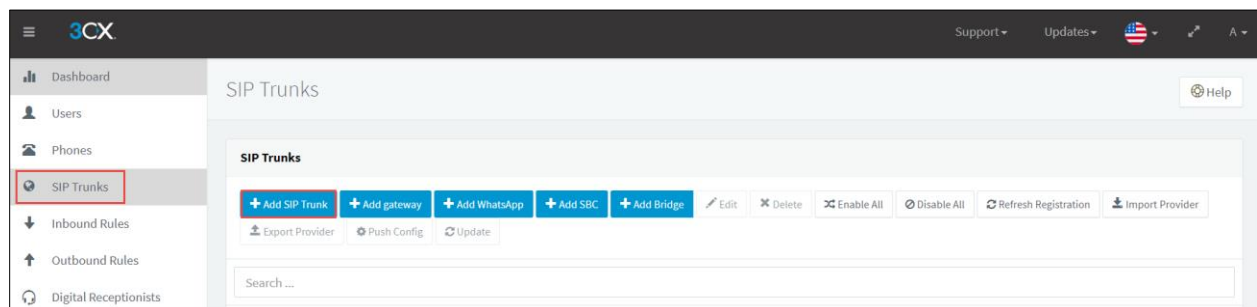 3CX
Support
Updates
A
Dashboard
Users
Phones
SIP Trunks
Inbound Rules
Outbound Rules
Digital Receptionists
SIP Trunks
Help
SIP Trunks
+ Add SIP Trunk + Add gateway + Add WhatsApp + Add SBC + Add Bridge Edit Delete Enable All Disable All Refresh Registration Import Provider
Export Provider Push Config Update
Search ...